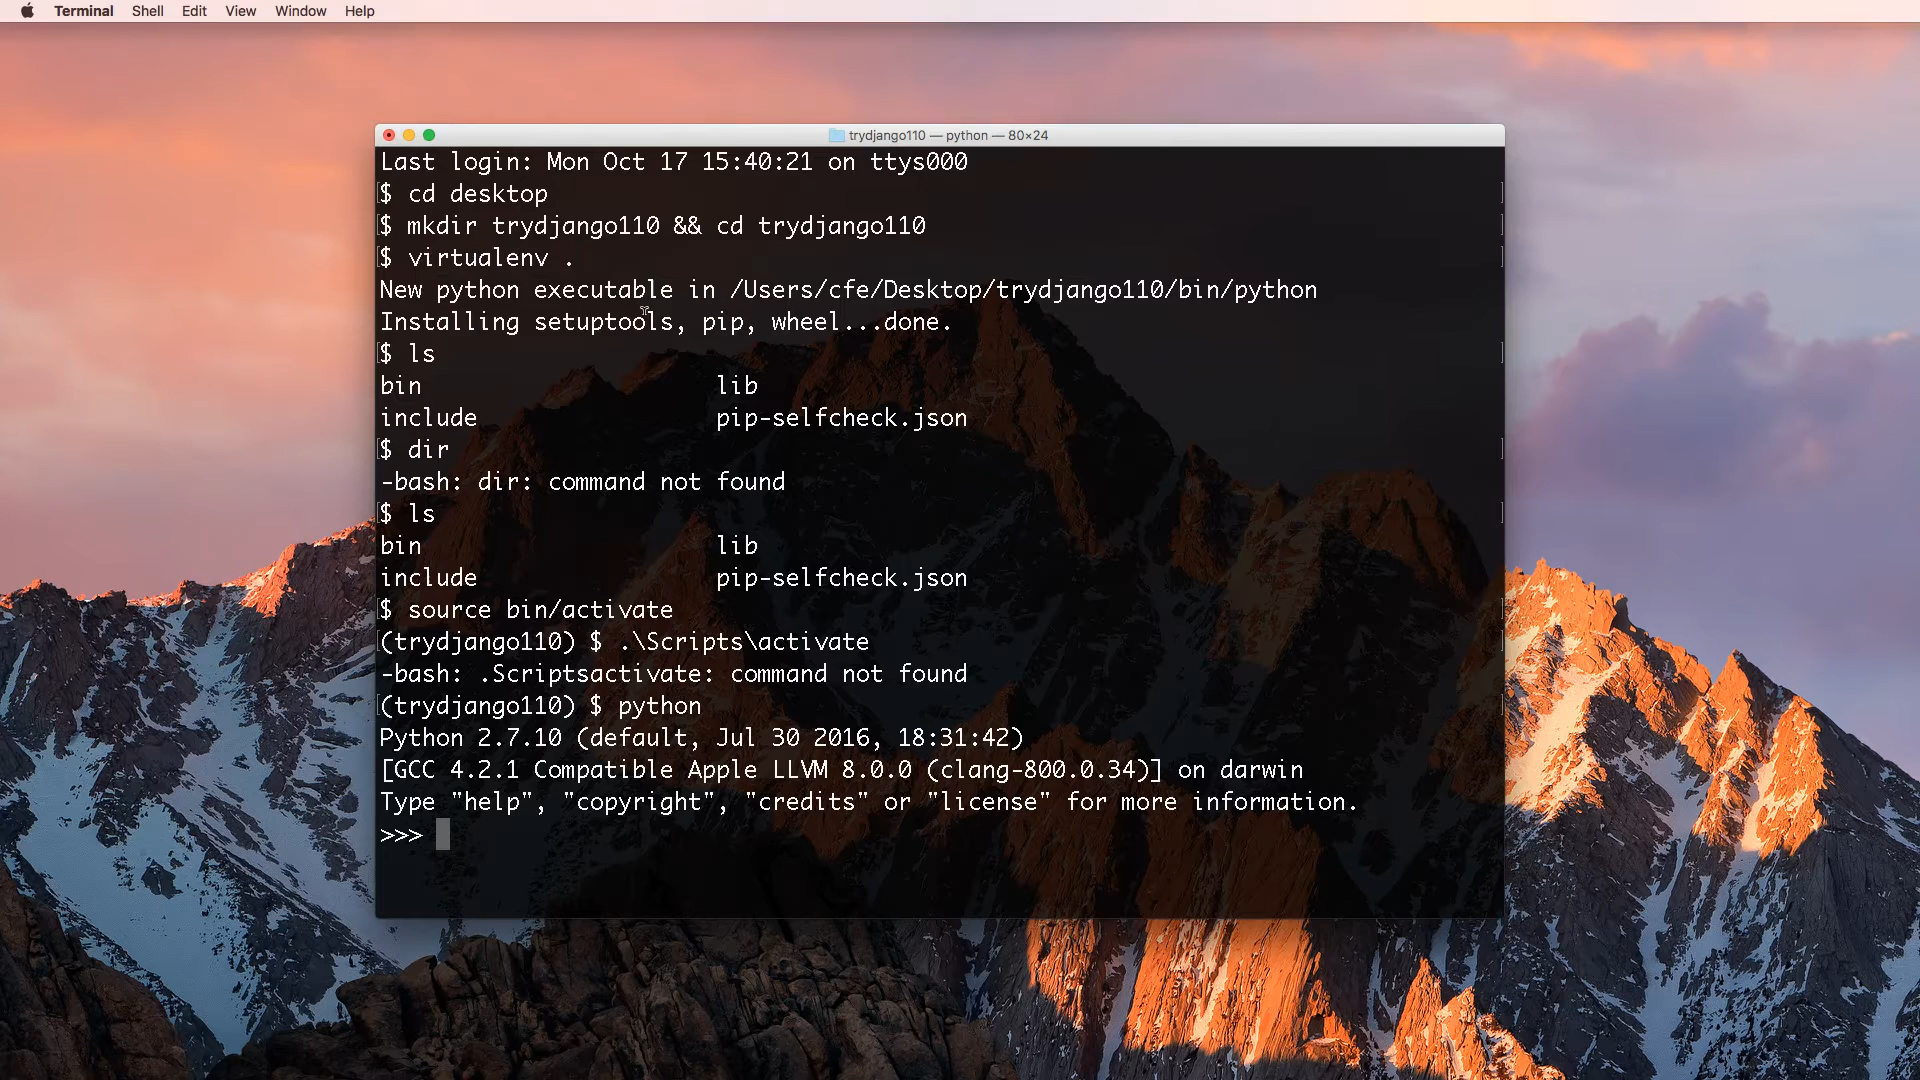 Terminal Shell Edit View Window Help
trydjango110 — python — 80×24
Last login: Mon Oct 17 15:40:21 on ttys000
[$ cd desktop ]
[$ mkdir trydjango110 && cd trydjango110 ]
[$ virtualenv . ]
New python executable in /Users/cfe/Desktop/trydjango110/bin/python
Installing setuptools, pip, wheel...done.
[$ ls ]
bin lib
include pip-selfcheck.json
[$ dir ]
-bash: dir: command not found
[$ ls ]
bin lib
include pip-selfcheck.json
[$ source bin/activate ]
[(trydjango110) $ .\Scripts\activate ]
-bash: .Scriptsactivate: command not found
[(trydjango110) $ python ]
Python 2.7.10 (default, Jul 30 2016, 18:31:42)
[GCC 4.2.1 Compatible Apple LLVM 8.0.0 (clang-800.0.34)] on darwin
Type "help", "copyright", "credits" or "license" for more information.
>>>